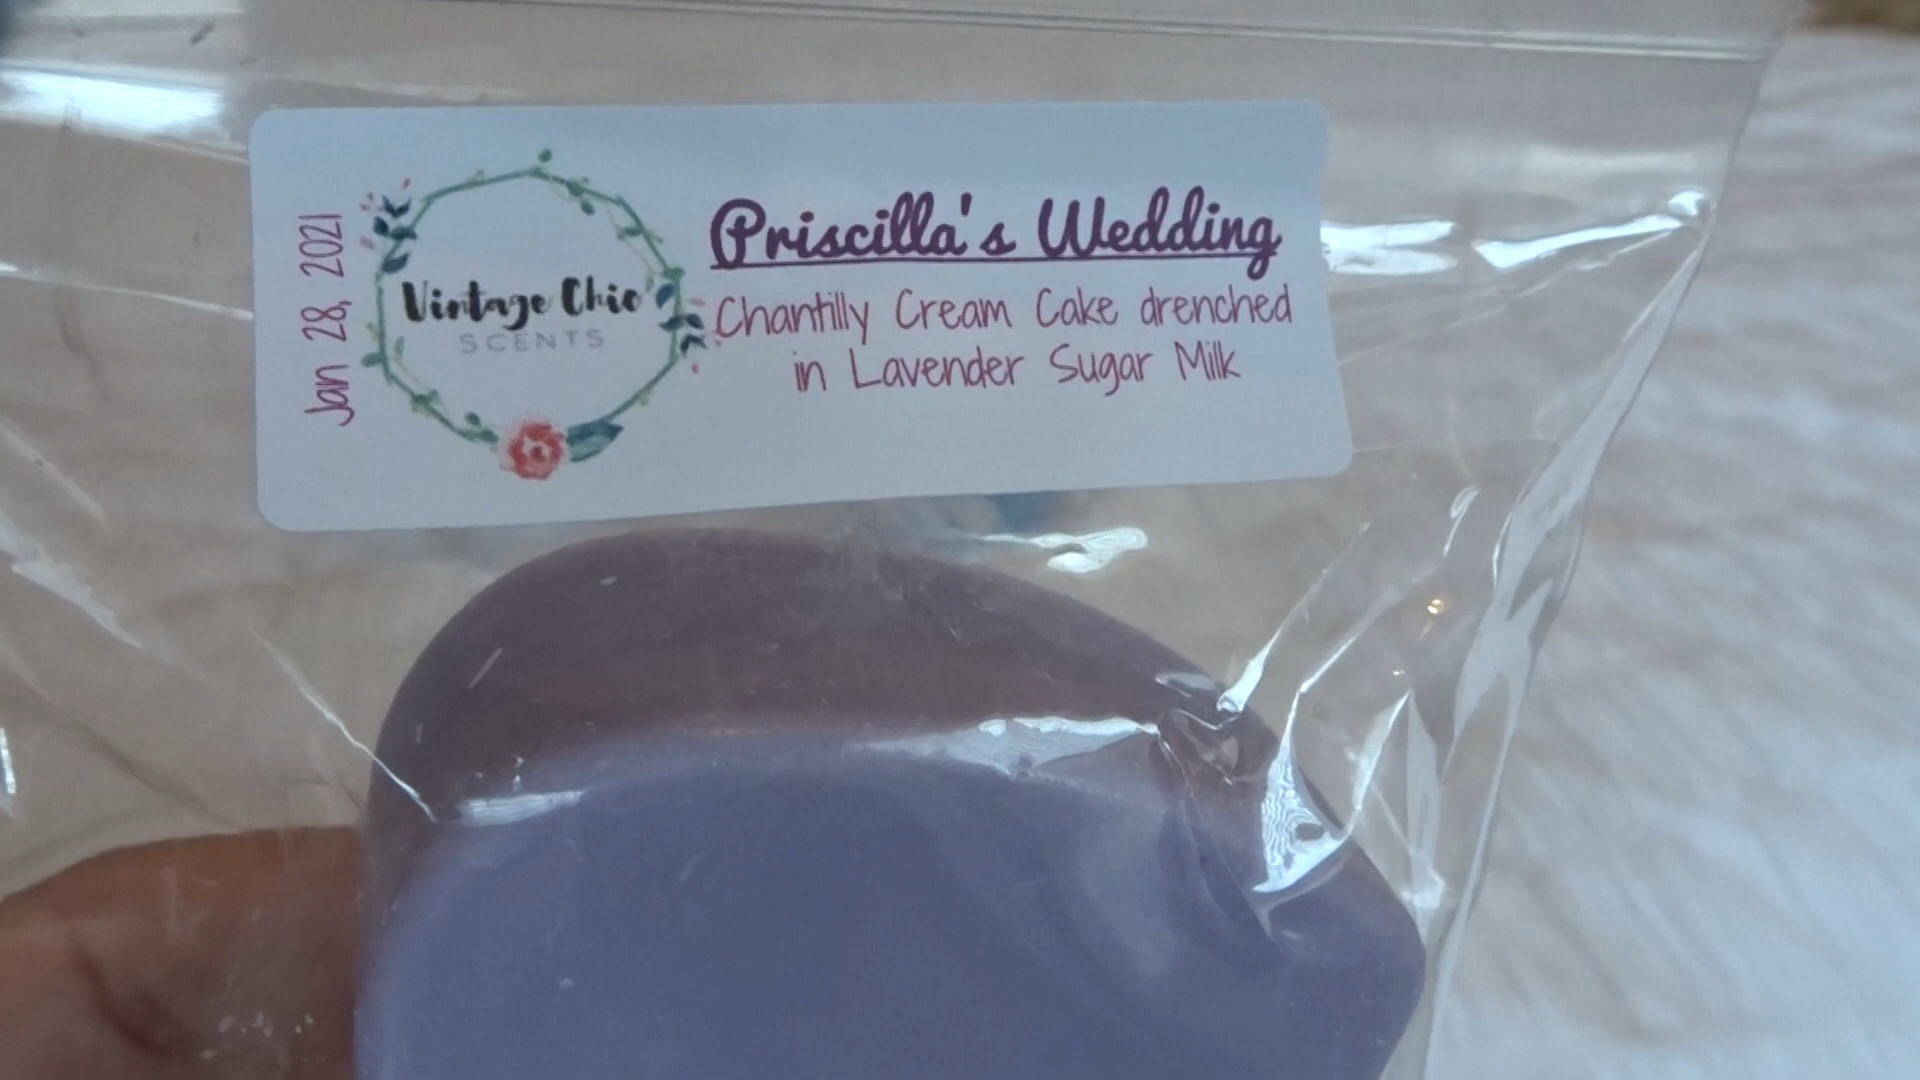 Jan 28, 2021
Vintage Chic
SCENTS
Priscilla's Wedding
Chantilly Cream Cake drenched
in Lavender Sugar Milk